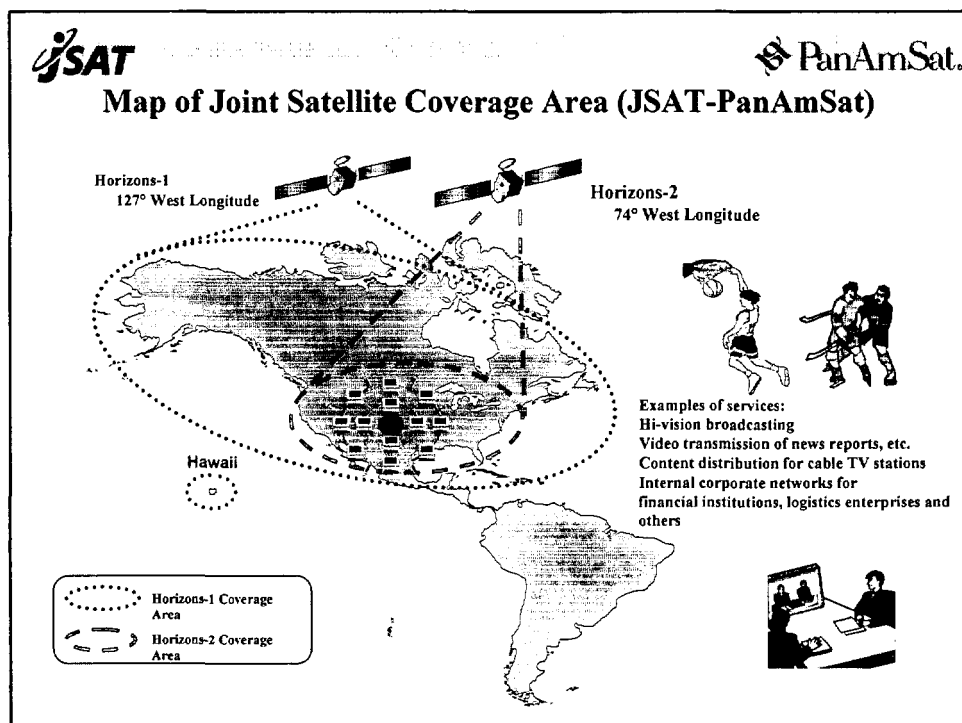 JSAT
PanAmSat®
Map of Joint Satellite Coverage Area (JSAT-PanAmSat)
Horizons-1
127° West Longitude
Horizons-2
74° West Longitude
Examples of services:
Hi-vision broadcasting
Video transmission of news reports, etc.
Content distribution for cable TV stations
Internal corporate networks for
financial institutions, logistics enterprises and
others
Hawaii
Horizons-1 Coverage
Area
Horizons-2 Coverage
Area